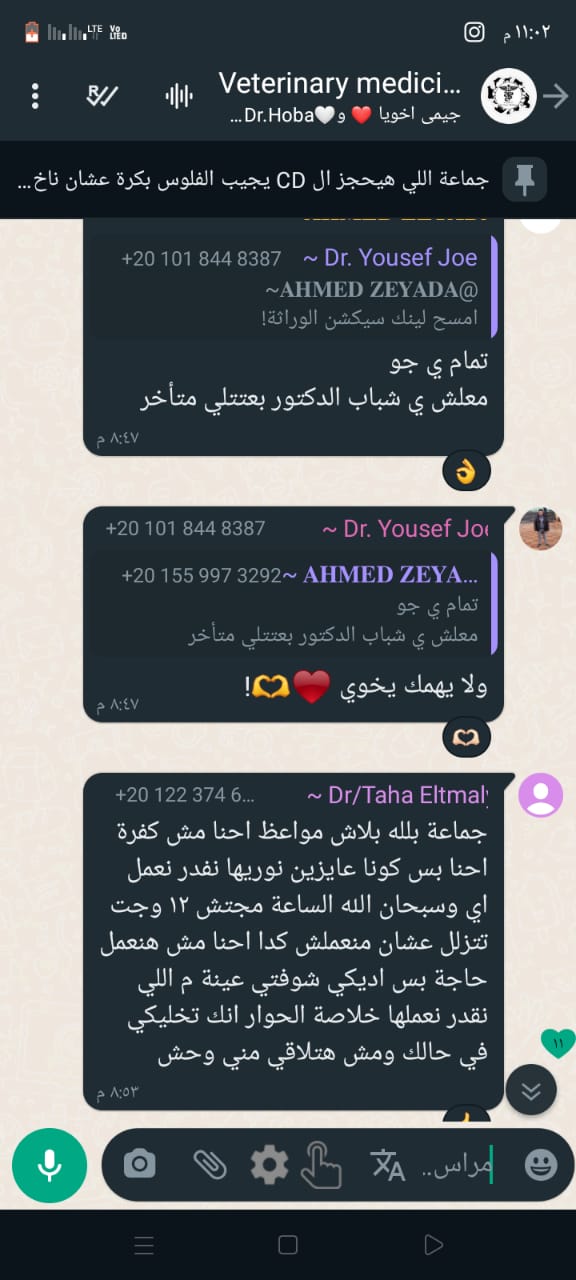 ١١:٠٢ م
LTE
Vo
LTED
Veterinary medici...
جيمى اخويا ❤️ و🤍Dr.Hoba...
جماعة اللي هيحجز ال CD يجيب الفلوس بكرة عشان ناخ...
~ Dr. Yousef Joe +20 101 844 8387
@AHMED ZEYADA~
امسح لينك سيكشن الوراثة!
تمام ي جو
معلش ي شباب الدكتور بعتتلي متأخر
٨:٤٧ م
👌
~ Dr. Yousef Joe +20 101 844 8387
+20 155 997 3292~ AHMED ZEYA...
تمام ي جو
معلش ي شباب الدكتور بعتتلي متأخر
ولا يهمك يخوي ❤️🫶!
٨:٤٧ م
🫶🏻
~ Dr/Taha Eltmaly +20 122 374 6...
جماعة بلله بلاش مواعظ احنا مش كفرة
احنا بس كونا عايزين نوريها نفدر نعمل
اي وسبحان الله الساعة مجتش ١٢ وجت
تتزلل عشان منعملش كدا احنا مش هنعمل
حاجة بس اديكي شوفتي عينة م اللي
نقدر نعملها خلاصة الحوار انك تخليكي
في حالك ومش هتلاقي مني وحش
٨:٥٣ م
١١
مراس..